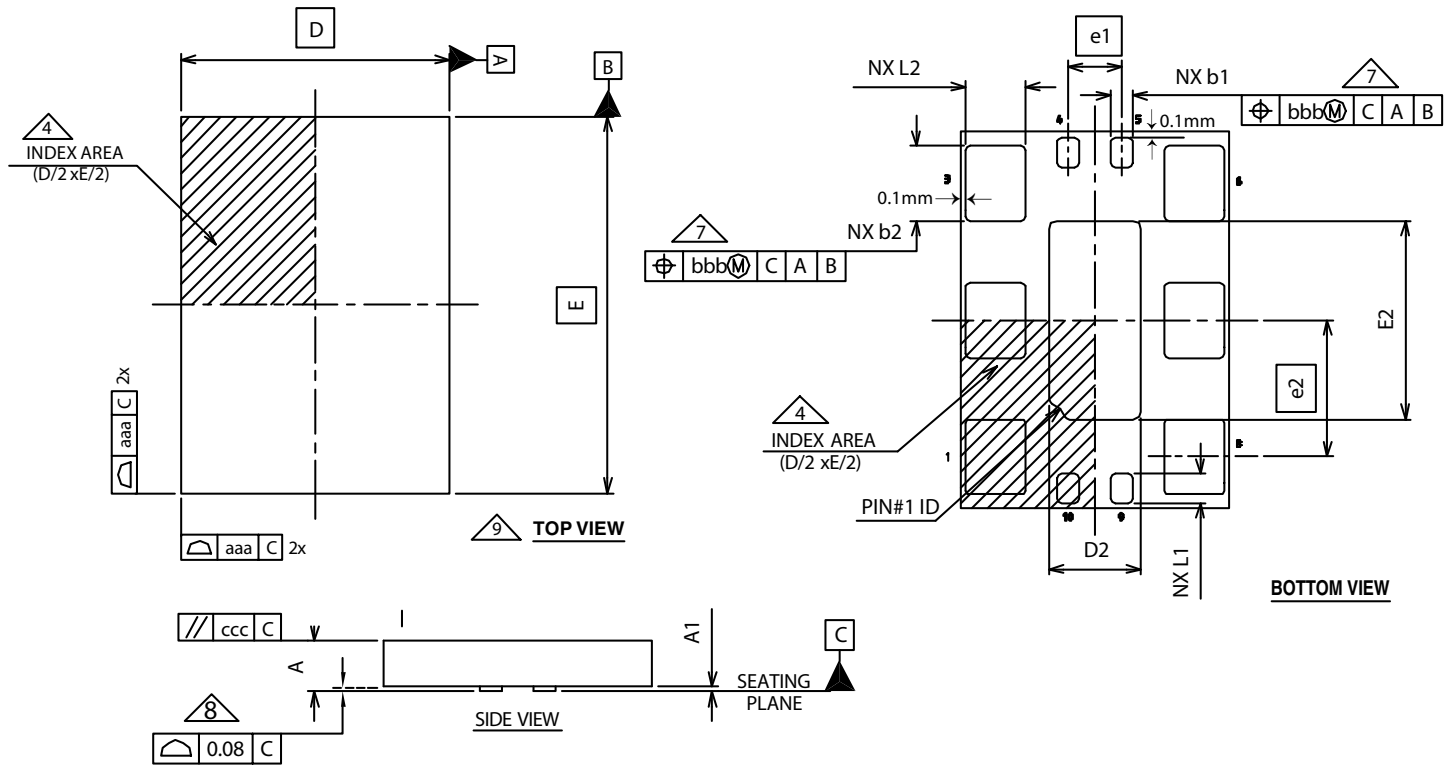 D
A
B
4
INDEX AREA
(D/2 xE/2)
E
aaa C 2x
aaa C 2x
9 TOP VIEW
e1
NX L2
NX b1
7
bbbⓂ C A B
4
5
0.1mm
3
6
0.1mm
NX b2
7
bbbⓂ C A B
E2
e2
4
INDEX AREA
(D/2 xE/2)
1
PIN#1 ID
10
9
D2
NX L1
BOTTOM VIEW
// ccc C
A
A1
C
SEATING
PLANE
8
0.08 C
SIDE VIEW